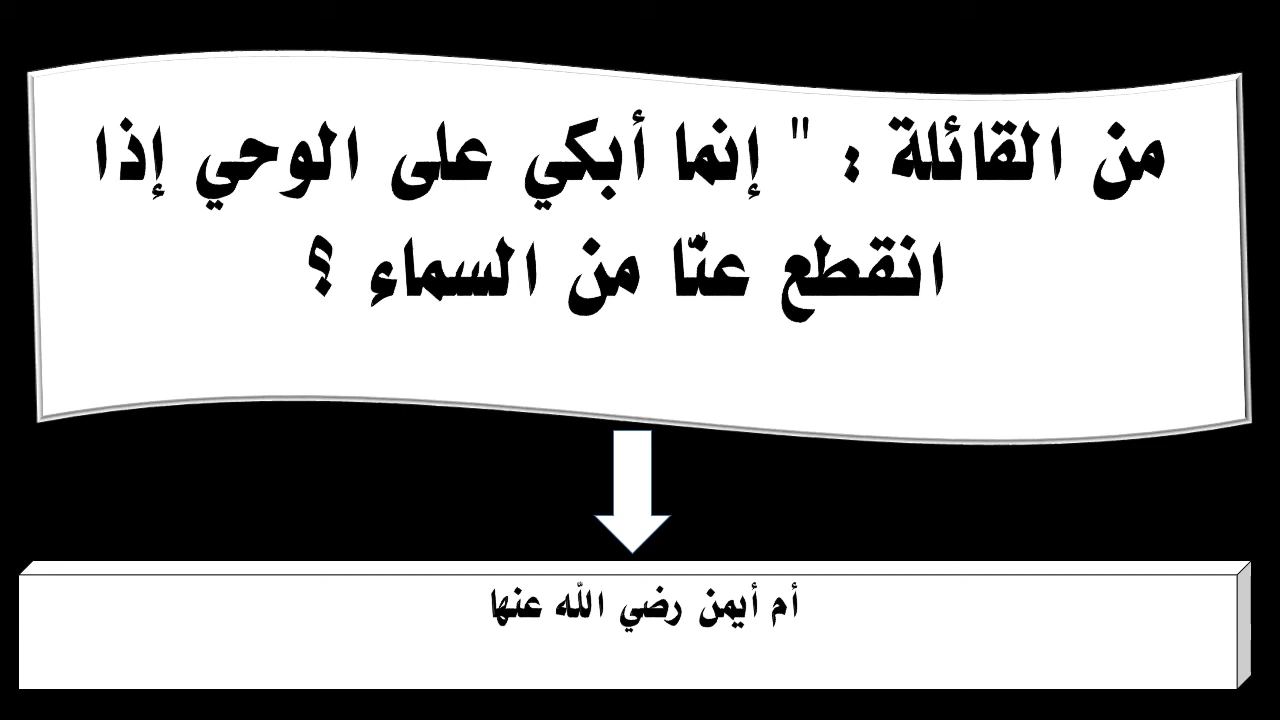 من القائلة : " إنما أبكي على الوحي إذا
انقطع عنّا من السماء ؟
أم أيمن رضي الله عنها